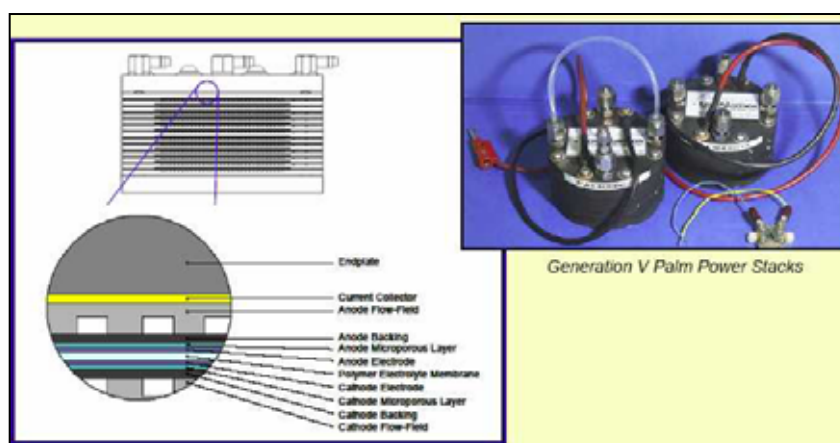 Endplate
Current Collector
Anode Flow-Field
Anode Backing
Anode Microporous Layer
Anode Electrode
Polymer Electrolyte Membrane
Cathode Electrode
Cathode Microporous Layer
Cathode Backing
Cathode Flow-Field
Generation V Palm Power Stacks